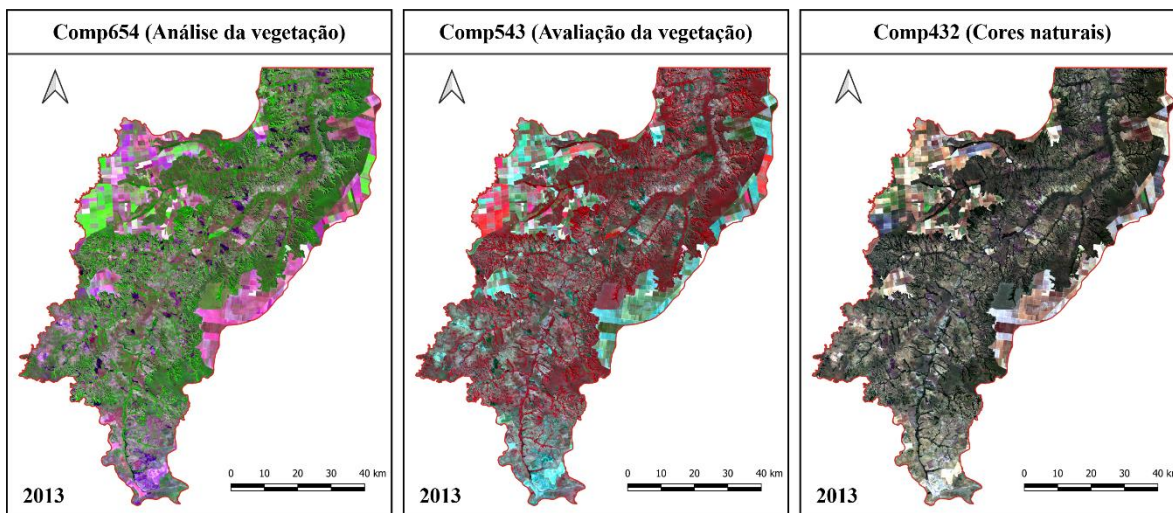 Comp654 (Análise da vegetação)
Comp543 (Avaliação da vegetação)
Comp432 (Cores naturais)
0 10 20 30 40 km
2013
0 10 20 30 40 km
2013
0 10 20 30 40 km
2013